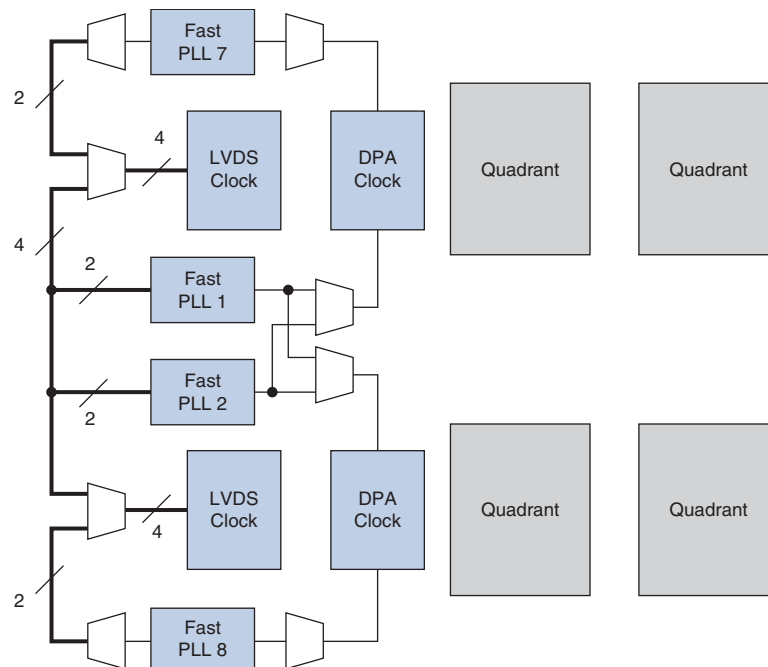 Fast
PLL 7
2
4
LVDS
Clock
DPA
Clock
Quadrant
Quadrant
4
2
Fast
PLL 1
Fast
PLL 2
2
LVDS
Clock
DPA
Clock
Quadrant
Quadrant
4
2
Fast
PLL 8